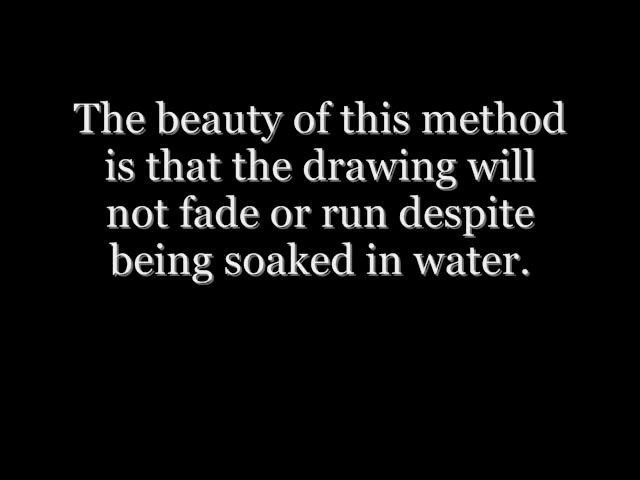 The beauty of this method
is that the drawing will
not fade or run despite
being soaked in water.